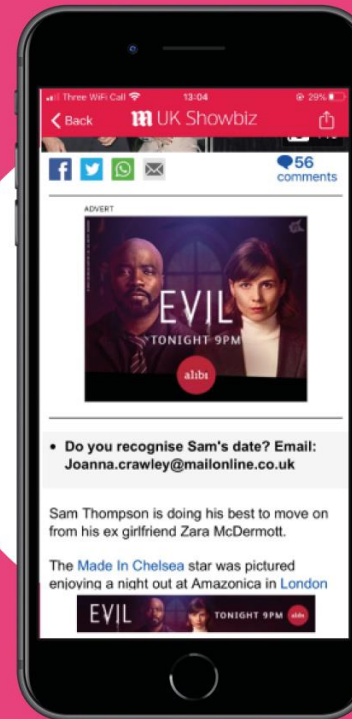 Three WiFi Call 13:04 29%
Back UK Showbiz
56
comments
ADVERT
EVIL
TONIGHT 9PM
alibi
• Do you recognise Sam's date? Email:
Joanna.crawley@mailonline.co.uk
Sam Thompson is doing his best to move on
from his ex girlfriend Zara McDermott.
The Made In Chelsea star was pictured
enjoying a night out at Amazonica in London
EVIL TONIGHT 9PM alibi